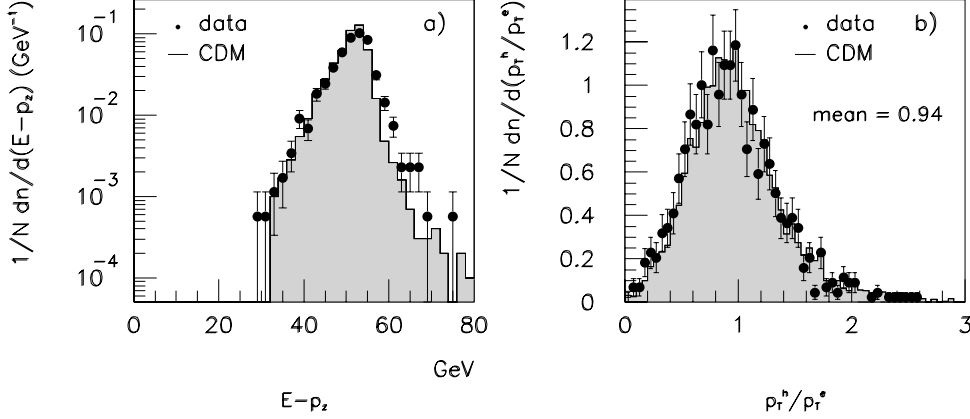 1/N dn/d(E−p_z) (GeV⁻¹)
10⁻¹
10⁻²
10⁻³
10⁻⁴
data
CDM
a)
0 20 40 60 80
GeV
E−p_z
1/N dn/d(p_T^h/p_T^e)
1.2
1
0.8
0.6
0.4
0.2
0
data
CDM
b)
mean = 0.94
0 1 2 3
p_T^h/p_T^e